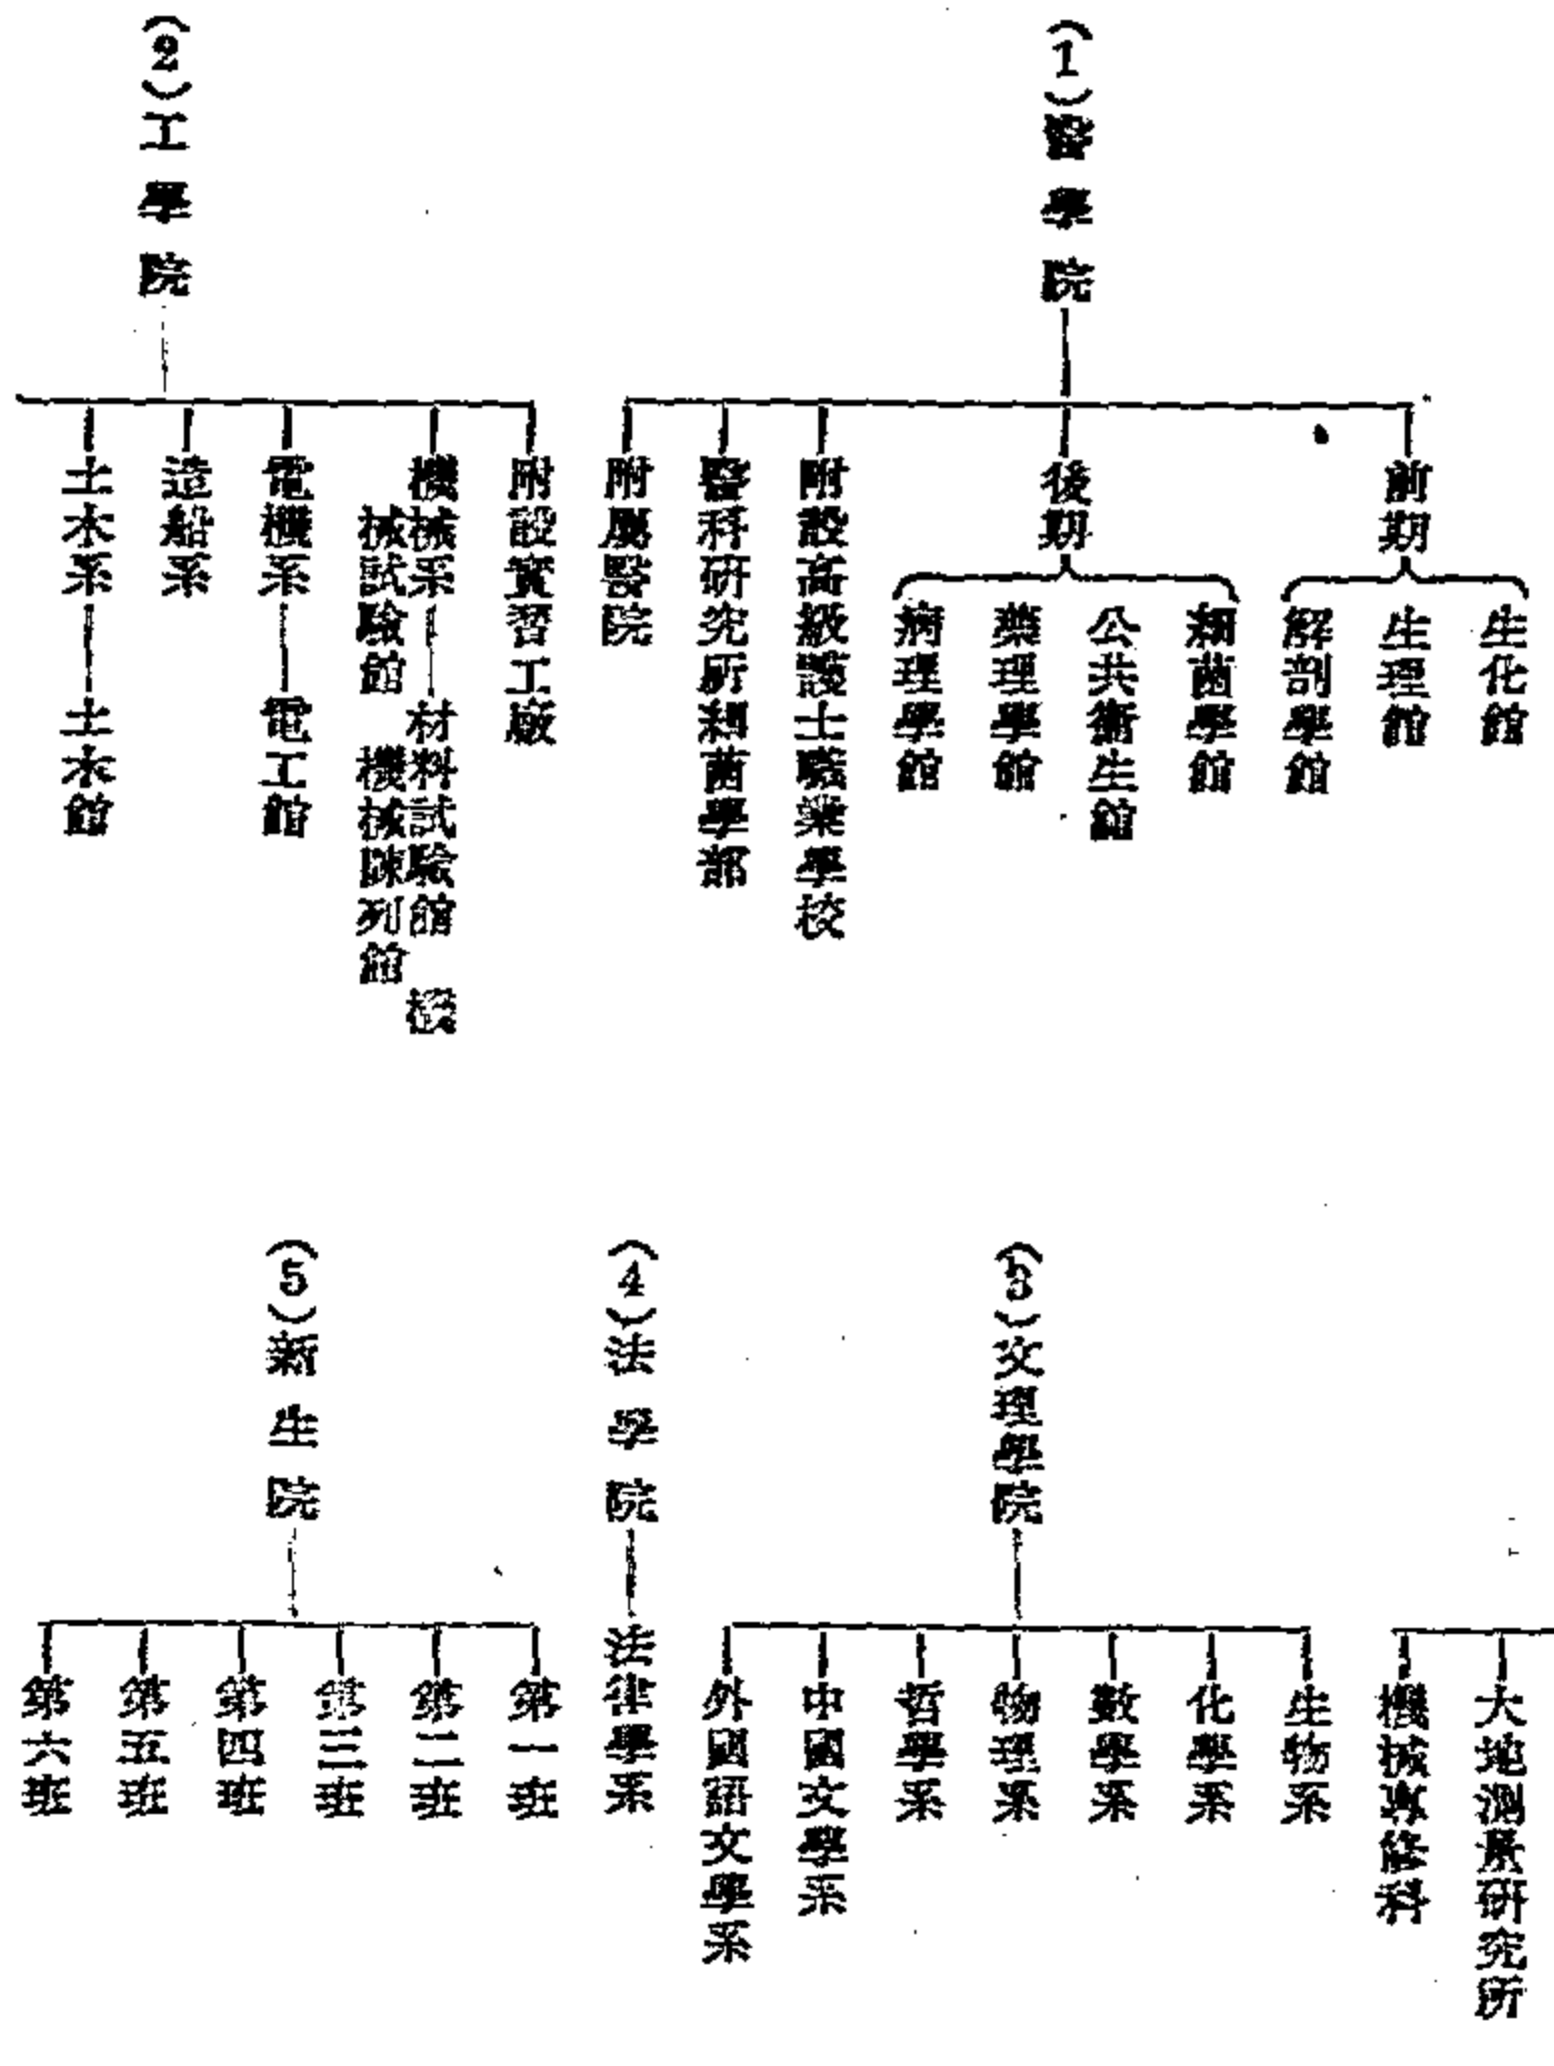 (1)醫學院
前期
生化館
生理館
解剖學館
後期
細菌學館
公共衛生館
藥理學館
病理學館
附設高級護士職業學校
醫科研究所細菌學部
附屬醫院
(2)工學院
附設實習工廠
機械系 材料試驗館 機
械試驗館 機械陳列館
電機系 電工館
造船系
土木系 土木館
大地測量研究所
機械專修科
(3)文理學院
生物系
化學系
數學系
物理系
哲學系
中國文學系
外國語文學系
(4)法學院 法律學系
(5)新生院
第一班
第二班
第三班
第四班
第五班
第六班